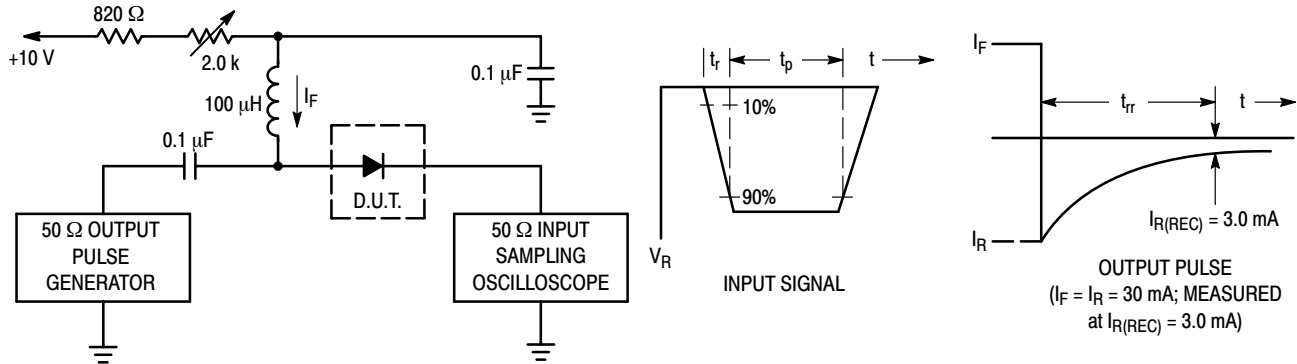 820 Ω
+10 V
2.0 k
0.1 µF
100 µH
I_F
0.1 µF
D.U.T.
50 Ω OUTPUT
PULSE
GENERATOR
50 Ω INPUT
SAMPLING
OSCILLOSCOPE
t_r
t_p
t
10%
90%
V_R
INPUT SIGNAL
I_F
t_rr
t
I_R(REC) = 3.0 mA
I_R
OUTPUT PULSE
(I_F = I_R = 30 mA; MEASURED
at I_R(REC) = 3.0 mA)